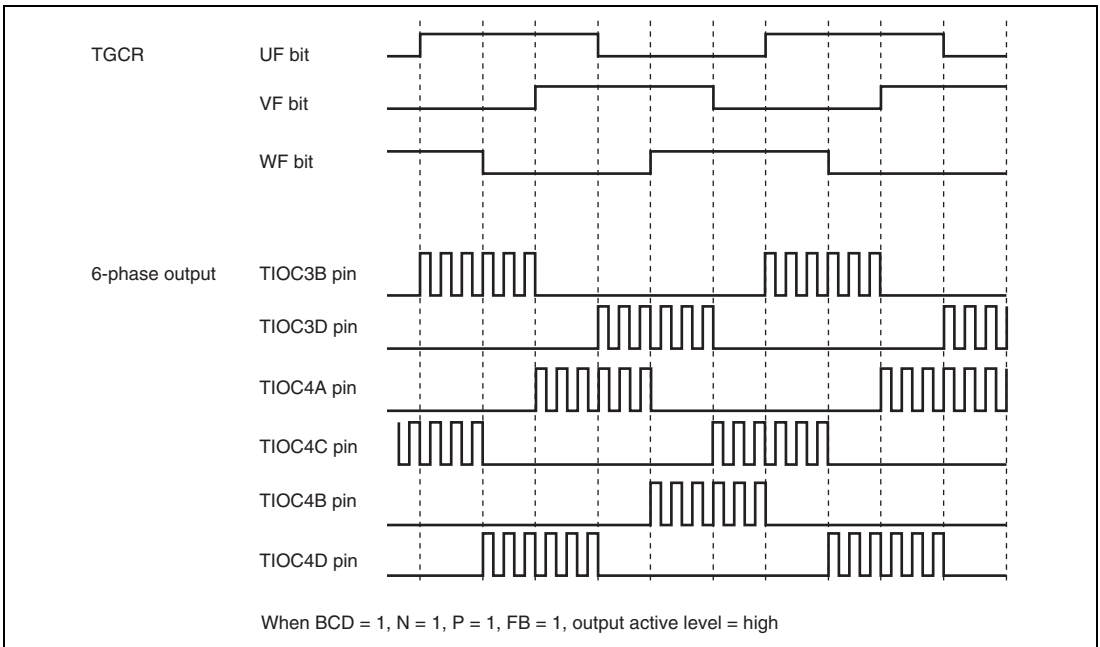 TGCR UF bit
VF bit
WF bit
6-phase output TIOC3B pin
TIOC3D pin
TIOC4A pin
TIOC4C pin
TIOC4B pin
TIOC4D pin
When BCD = 1, N = 1, P = 1, FB = 1, output active level = high